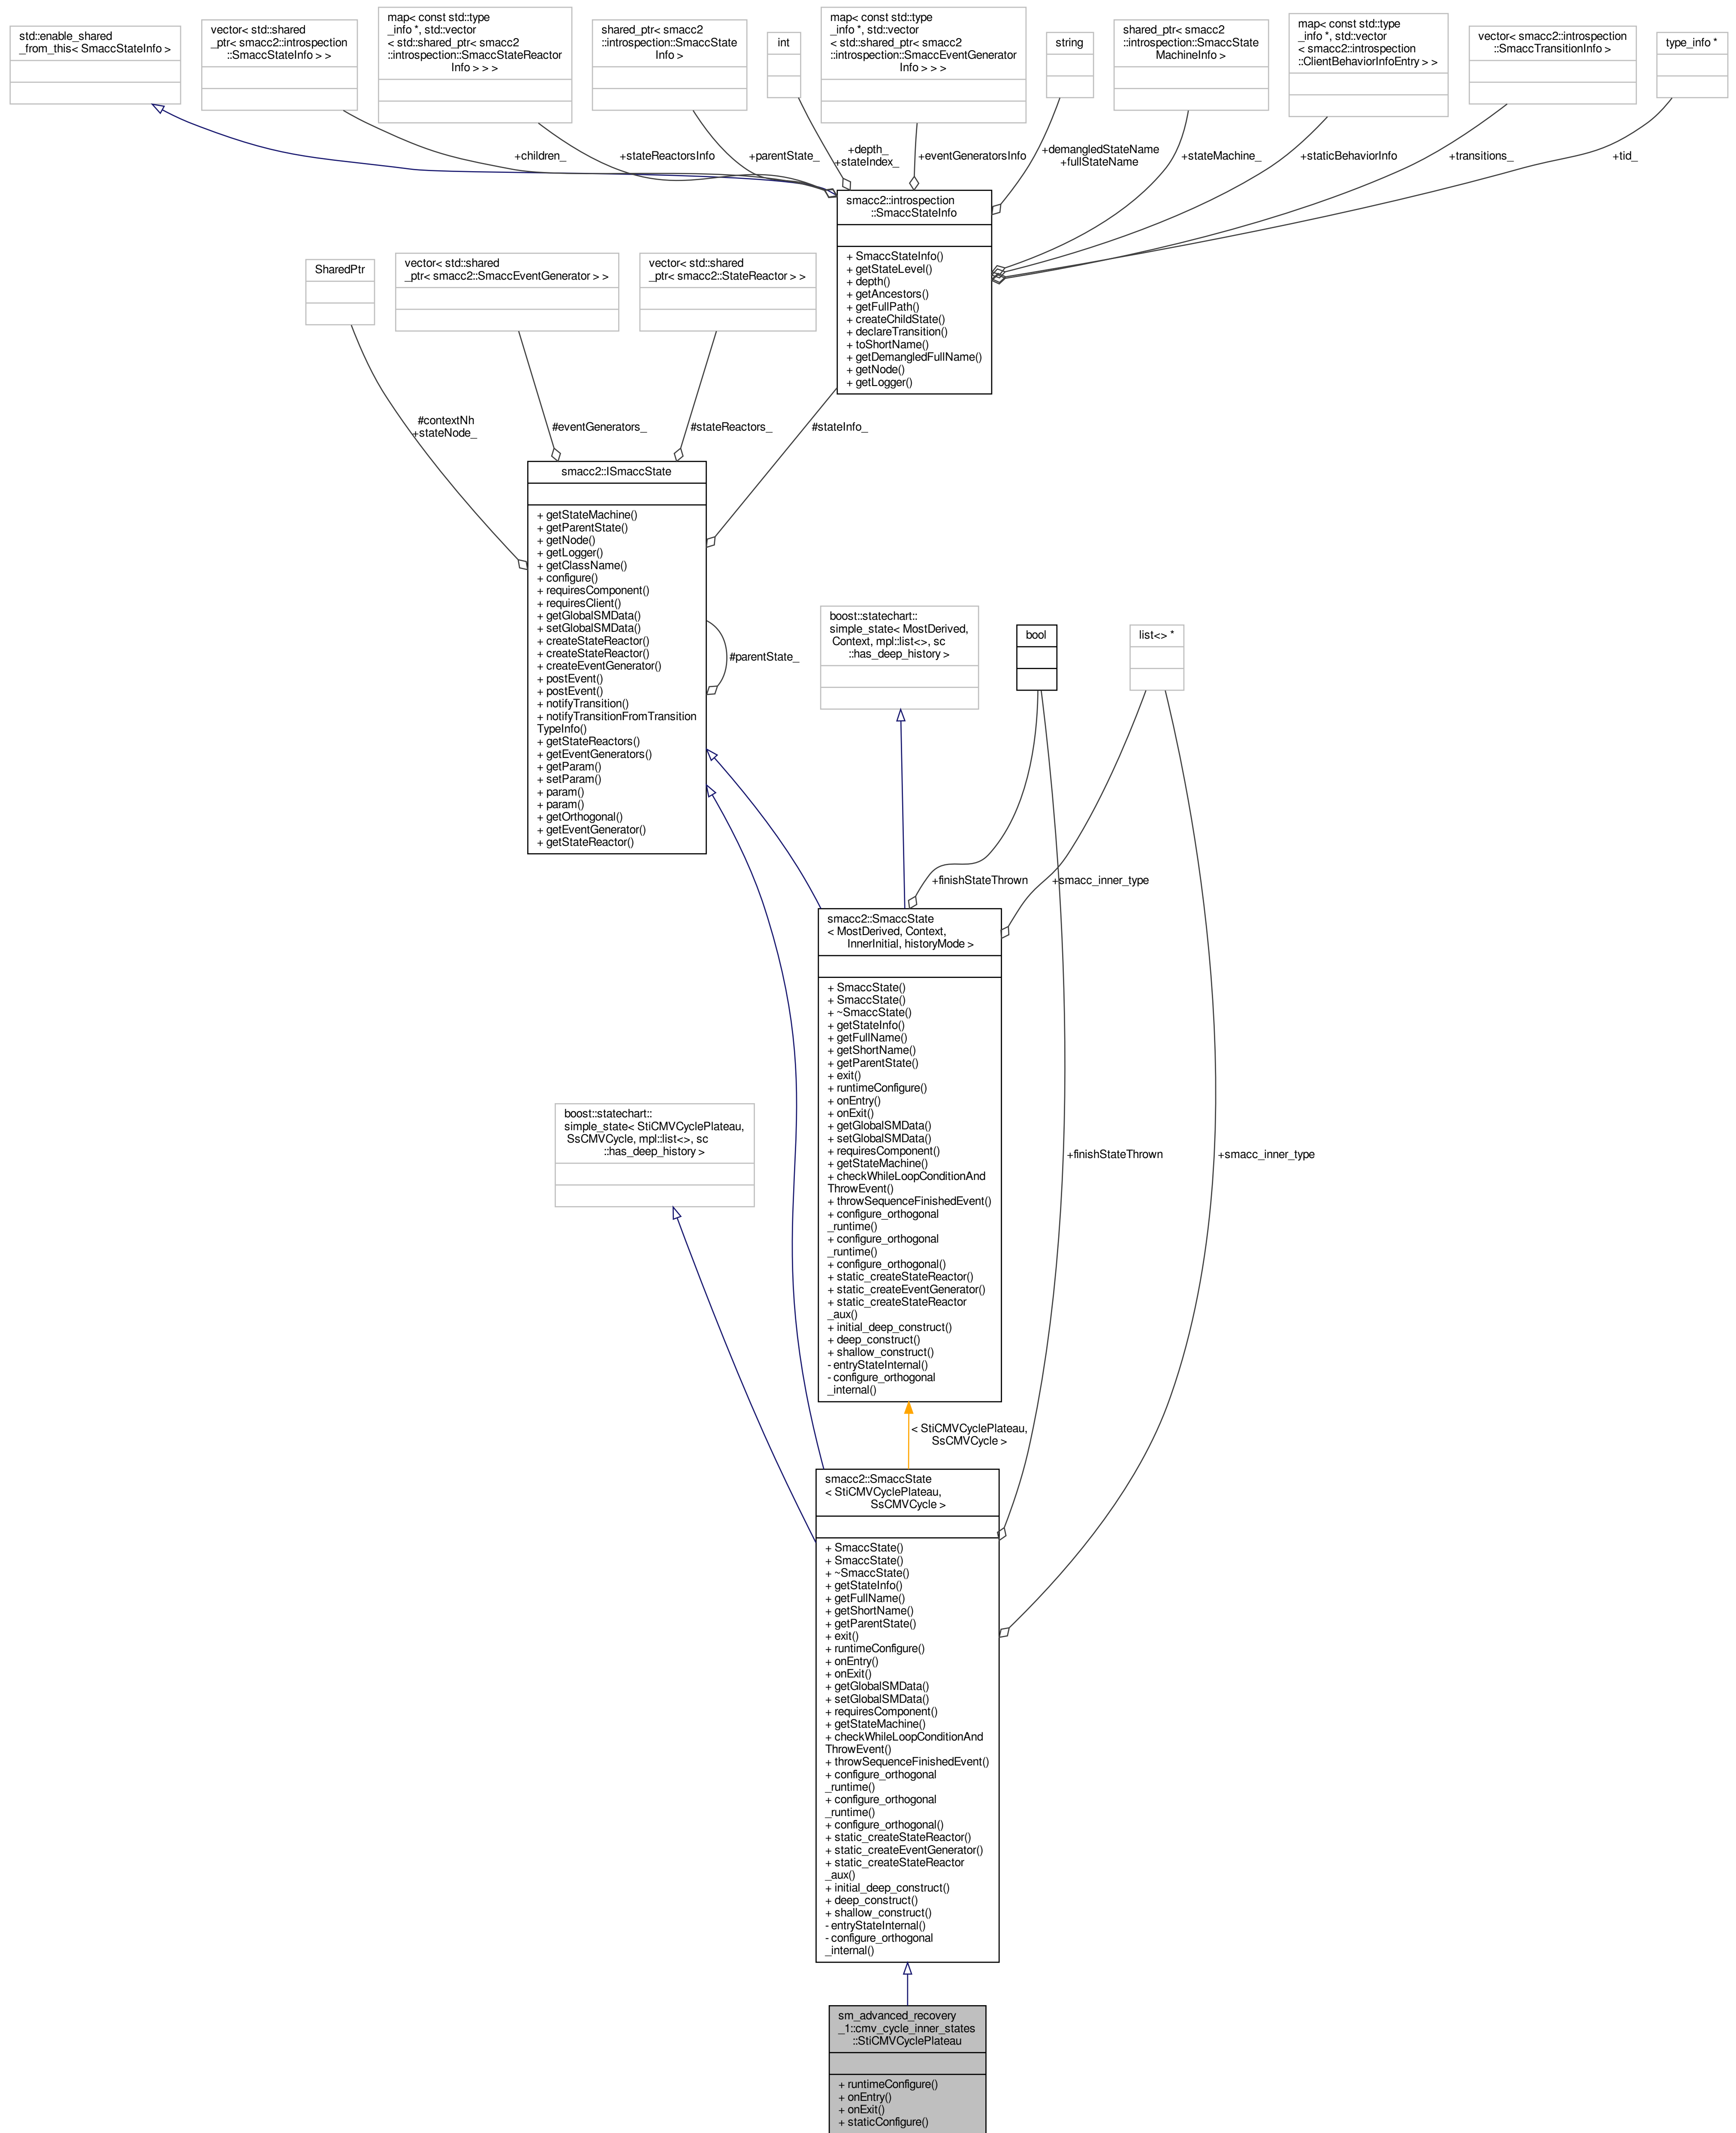 std::enable_shared
_from_this< SmaccStateInfo >
vector< std::shared
_ptr< smacc2::introspection
::SmaccStateInfo > >
map< const std::type
_info *, std::vector
< std::shared_ptr< smacc2
::introspection::SmaccStateReactor
Info > > >
shared_ptr< smacc2
::introspection::SmaccState
Info >
int
map< const std::type
_info *, std::vector
< std::shared_ptr< smacc2
::introspection::SmaccEventGenerator
Info > > >
string
shared_ptr< smacc2
::introspection::SmaccState
MachineInfo >
map< const std::type
_info *, std::vector
< smacc2::introspection
::ClientBehaviorInfoEntry > >
vector< smacc2::introspection
::SmaccTransitionInfo >
type_info *
+children_
+stateReactorsInfo
+parentState_
+depth_
+stateIndex_
+eventGeneratorsInfo
+demangledStateName
+fullStateName
+stateMachine_
+staticBehaviorInfo
+transitions_
+tid_
smacc2::introspection
::SmaccStateInfo
+ SmaccStateInfo()
+ getStateLevel()
+ depth()
+ getAncestors()
+ getFullPath()
+ createChildState()
+ declareTransition()
+ toShortName()
+ getDemangledFullName()
+ getNode()
+ getLogger()
SharedPtr
vector< std::shared
_ptr< smacc2::SmaccEventGenerator > >
vector< std::shared
_ptr< smacc2::StateReactor > >
#contextNh
+stateNode_
#eventGenerators_
#stateReactors_
#stateInfo_
smacc2::ISmaccState
+ getStateMachine()
+ getParentState()
+ getNode()
+ getLogger()
+ getClassName()
+ configure()
+ requiresComponent()
+ requiresClient()
+ getGlobalSMData()
+ setGlobalSMData()
+ createStateReactor()
+ createStateReactor()
+ createEventGenerator()
+ postEvent()
+ postEvent()
+ notifyTransition()
+ notifyTransitionFromTransition
TypeInfo()
+ getStateReactors()
+ getEventGenerators()
+ getParam()
+ setParam()
+ param()
+ param()
+ getOrthogonal()
+ getEventGenerator()
+ getStateReactor()
#parentState_
boost::statechart::
simple_state< MostDerived,
Context, mpl::list<>, sc
::has_deep_history >
bool
list<> *
+finishStateThrown
+smacc_inner_type
smacc2::SmaccState
< MostDerived, Context,
InnerInitial, historyMode >
+ SmaccState()
+ SmaccState()
+ ~SmaccState()
+ getStateInfo()
+ getFullName()
+ getShortName()
+ getParentState()
+ exit()
+ runtimeConfigure()
+ onEntry()
+ onExit()
+ getGlobalSMData()
+ setGlobalSMData()
+ requiresComponent()
+ getStateMachine()
+ checkWhileLoopConditionAnd
ThrowEvent()
+ throwSequenceFinishedEvent()
+ configure_orthogonal
_runtime()
+ configure_orthogonal
_runtime()
+ configure_orthogonal()
+ static_createStateReactor()
+ static_createEventGenerator()
+ static_createStateReactor
_aux()
+ initial_deep_construct()
+ deep_construct()
+ shallow_construct()
- entryStateInternal()
- configure_orthogonal
_internal()
boost::statechart::
simple_state< StiCMVCyclePlateau,
SsCMVCycle, mpl::list<>, sc
::has_deep_history >
+finishStateThrown
+smacc_inner_type
< StiCMVCyclePlateau,
SsCMVCycle >
smacc2::SmaccState
< StiCMVCyclePlateau,
SsCMVCycle >
+ SmaccState()
+ SmaccState()
+ ~SmaccState()
+ getStateInfo()
+ getFullName()
+ getShortName()
+ getParentState()
+ exit()
+ runtimeConfigure()
+ onEntry()
+ onExit()
+ getGlobalSMData()
+ setGlobalSMData()
+ requiresComponent()
+ getStateMachine()
+ checkWhileLoopConditionAnd
ThrowEvent()
+ throwSequenceFinishedEvent()
+ configure_orthogonal
_runtime()
+ configure_orthogonal
_runtime()
+ configure_orthogonal()
+ static_createStateReactor()
+ static_createEventGenerator()
+ static_createStateReactor
_aux()
+ initial_deep_construct()
+ deep_construct()
+ shallow_construct()
- entryStateInternal()
- configure_orthogonal
_internal()
sm_advanced_recovery
_1::cmv_cycle_inner_states
::StiCMVCyclePlateau
+ runtimeConfigure()
+ onEntry()
+ onExit()
+ staticConfigure()